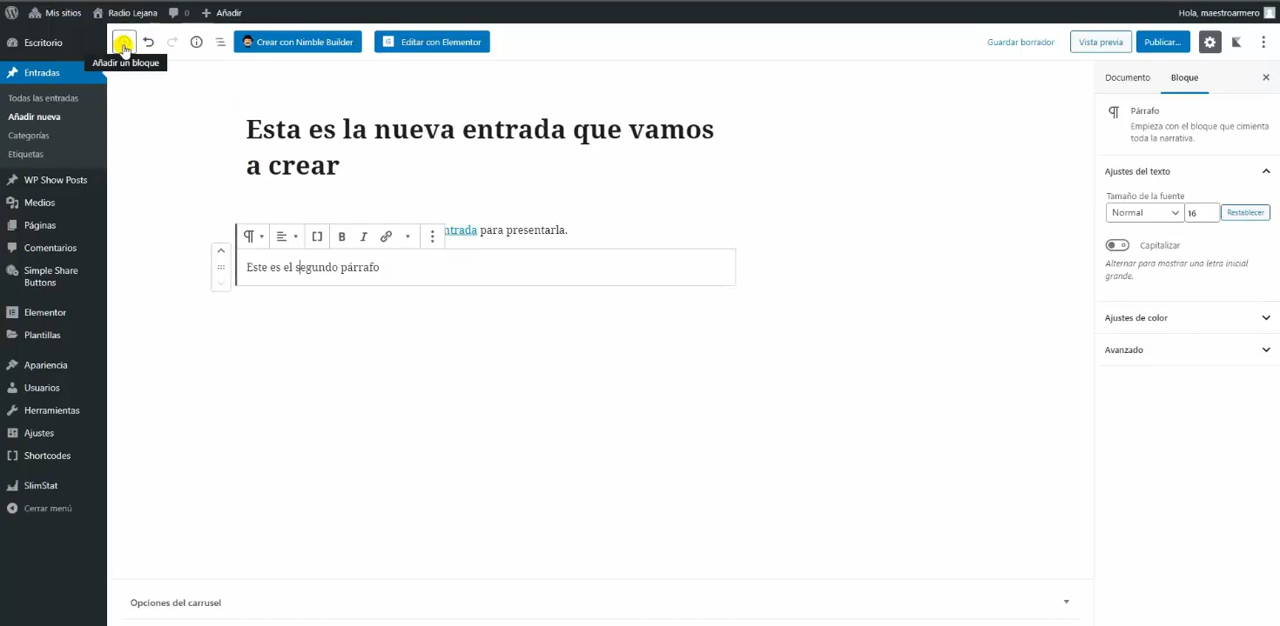 Mis sitios
Radio Lejana
0
Añadir
Hola, maestroarmero
Escritorio
Crear con Nimble Builder
Editar con Elementor
Guardar borrador
Vista previa
Publicar...
Añadir un bloque
Entradas
Todas las entradas
Añadir nueva
Categorías
Etiquetas
WP Show Posts
Medios
Páginas
Comentarios
Simple Share
Buttons
Elementor
Plantillas
Apariencia
Usuarios
Herramientas
Ajustes
Shortcodes
SlimStat
Cerrar menú
Esta es la nueva entrada que vamos
a crear
ntrada para presentarla.
B I
Este es el segundo párrafo
Opciones del carrusel
Documento
Bloque
Párrafo
Empieza con el bloque que cimienta
toda la narrativa.
Ajustes del texto
Tamaño de la fuente
Normal
16
Restablecer
Capitalizar
Alternar para mostrar una letra inicial
grande.
Ajustes de color
Avanzado